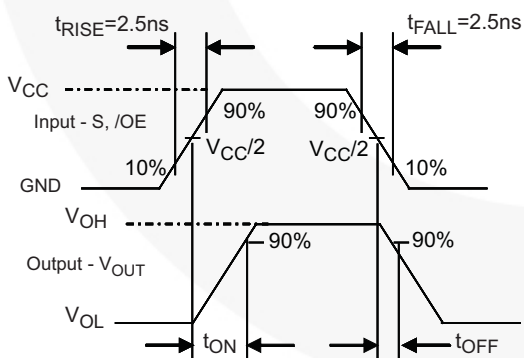 tRISE=2.5ns
tFALL=2.5ns
VCC
90%
90%
Input - S, /OE
VCC/2
VCC/2
10%
10%
GND
VOH
90%
90%
Output - VOUT
VOL
tON
tOFF